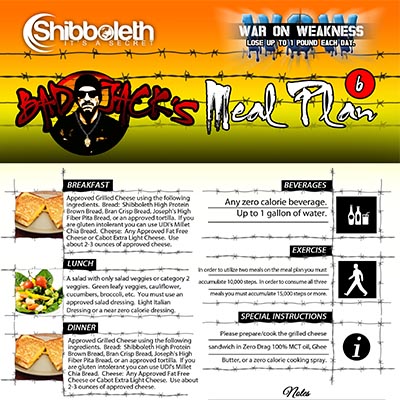 Shibboleth
IT'S A SECRET
WAR ON WEAKNESS
LOSE UP TO 1 POUND EACH DAY.
BAD JACK'S
Meal Plan
6
BREAKFAST
Approved Grilled Cheese using the following
ingredients. Bread: Shibboleth High Protein
Brown Bread, Bran Crisp Bread, Joseph's High
Fiber Pita Bread, or an approved tortilla. If you
are gluten intolerant you can use UDI's Millet
Chia Bread. Cheese: Any Approved Fat Free
Cheese or Cabot Extra Light Cheese. Use
about 2-3 ounces of approved cheese.
LUNCH
A salad with only salad veggies or category 2
veggies. Green leafy veggies, cauliflower,
cucumbers, broccoli, etc. You must use an
approved salad dressing. Light Italian
Dressing or a near zero calorie dressing.
DINNER
Approved Grilled Cheese using the following
ingredients. Bread: Shibboleth High Protein
Brown Bread, Bran Crisp Bread, Joseph's High
Fiber Pita Bread, or an approved tortilla. If you
are gluten intolerant you can use UDI's Millet
Chia Bread. Cheese: Any Approved Fat Free
Cheese or Cabot Extra Light Cheese. Use about
2-3 ounces of approved cheese.
BEVERAGES
Any zero calorie beverage.
Up to 1 gallon of water.
EXERCISE
In order to utilize two meals on the meal plan you must
accumulate 10,000 steps. In order to consume all three
meals you must accumulate 15,000 steps or more.
SPECIAL INSTRUCTIONS
Please prepare/cook the grilled cheese
sandwich in Zero Drag 100% MCT oil, Ghee
Butter, or a zero calorie cooking spray.
Notes